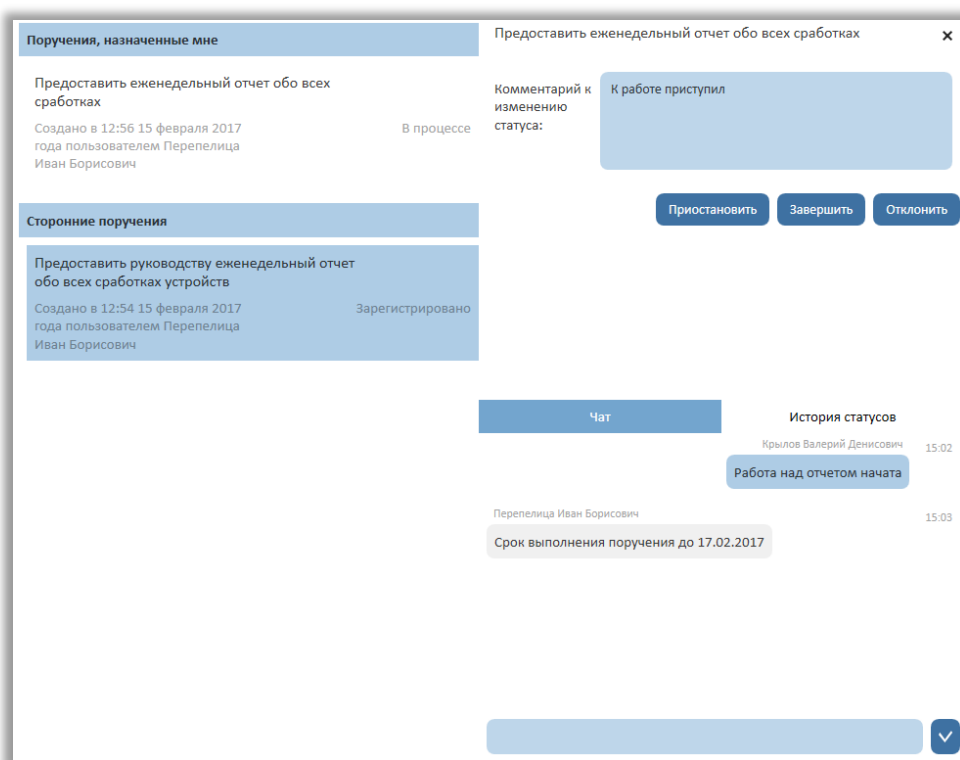 Поручения, назначенные мне
Предоставить еженедельный отчет обо всех
сработках
Создано в 12:56 15 февраля 2017
года пользователем Перепелица
Иван Борисович
В процессе
Сторонние поручения
Предоставить руководству еженедельный отчет
обо всех сработках устройств
Создано в 12:54 15 февраля 2017
года пользователем Перепелица
Иван Борисович
Зарегистрировано
Предоставить еженедельный отчет обо всех сработках
Комментарий к
изменению
статуса:
К работе приступил
Приостановить
Завершить
Отклонить
Чат
История статусов
Крылов Валерий Денисович
15:02
Работа над отчетом начата
Перепелица Иван Борисович
15:03
Срок выполнения поручения до 17.02.2017